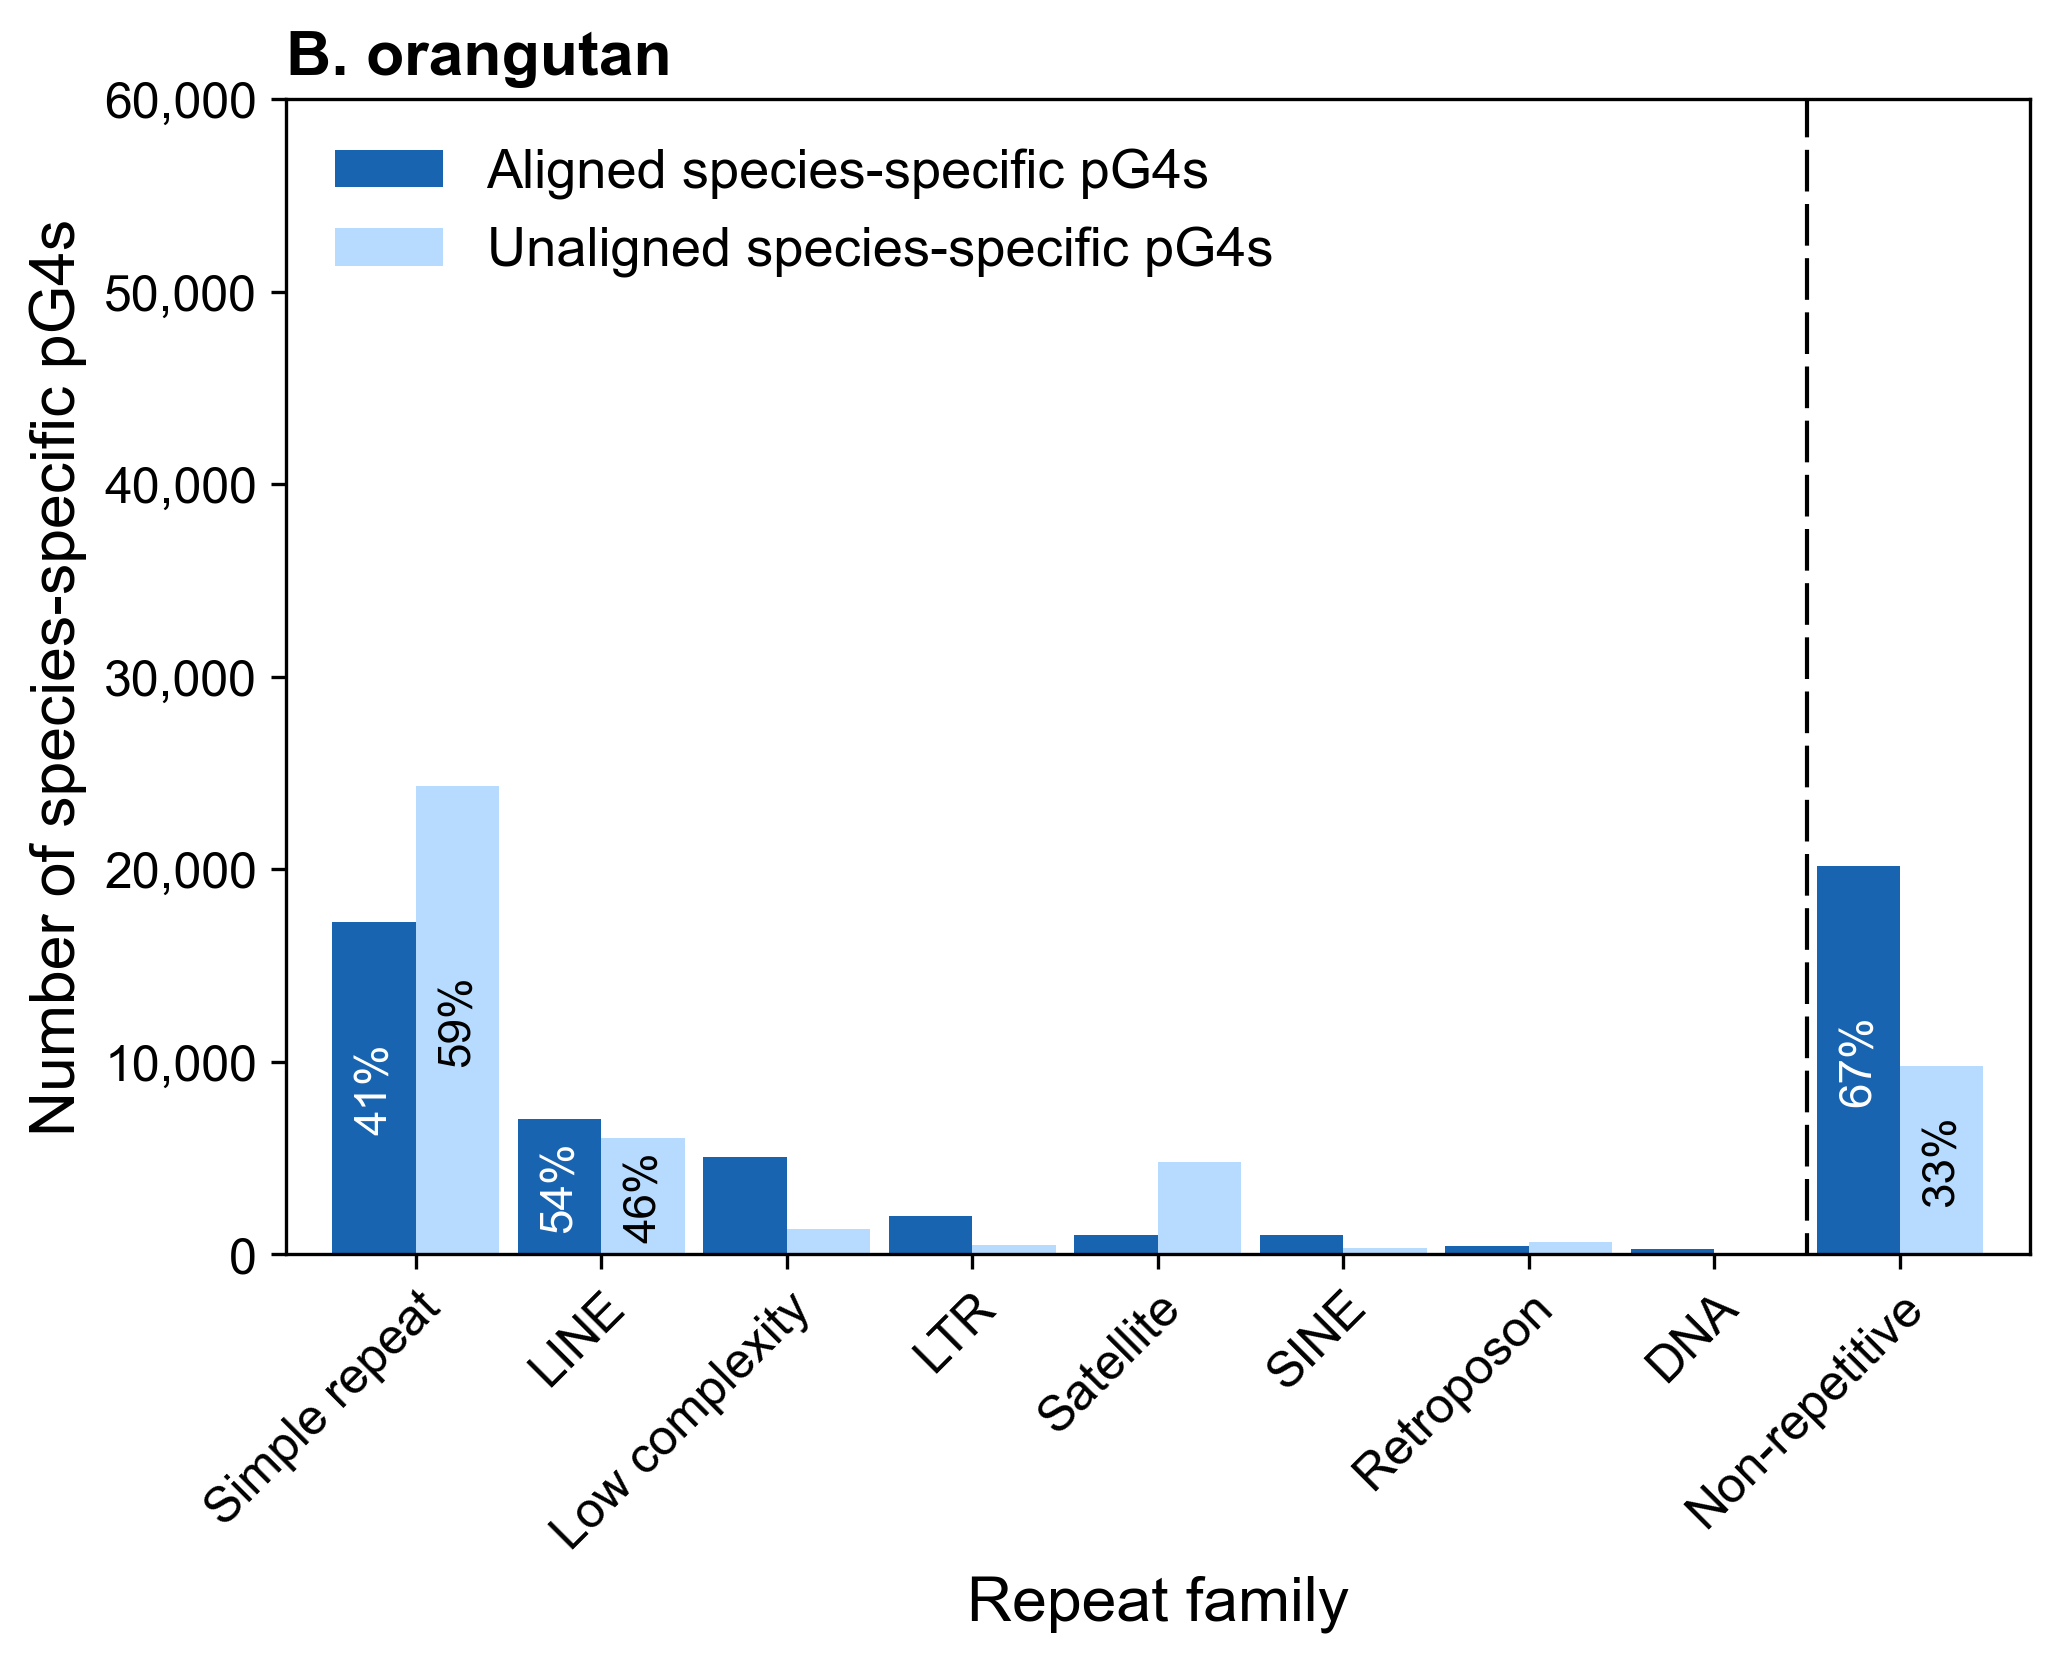 B. orangutan
60,000
50,000
40,000
30,000
20,000
10,000
0
Number of species-specific pG4s
Aligned species-specific pG4s
Unaligned species-specific pG4s
41%
59%
54%
46%
67%
33%
Simple repeat
LINE
Low complexity
LTR
Satellite
SINE
Retroposon
DNA
Non-repetitive
Repeat family